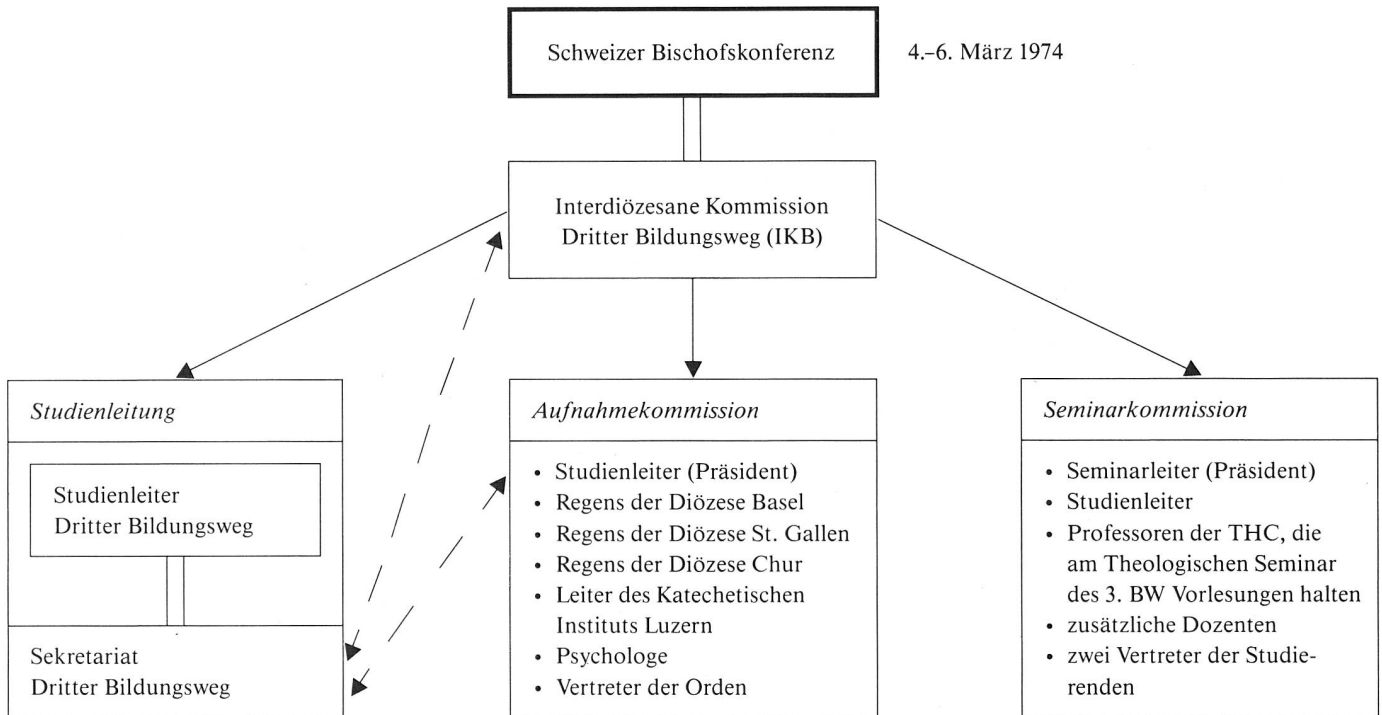 Schweizer Bischofskonferenz
4.–6. März 1974
Interdiözesane Kommission
Dritter Bildungsweg (IKB)
Studienleitung
Studienleiter
Dritter Bildungsweg
Sekretariat
Dritter Bildungsweg
Aufnahmekommission
• Studienleiter (Präsident)
• Regens der Diözese Basel
• Regens der Diözese St. Gallen
• Regens der Diözese Chur
• Leiter des Katechetischen
Instituts Luzern
• Psychologe
• Vertreter der Orden
Seminarkommission
• Seminarleiter (Präsident)
• Studienleiter
• Professoren der THC, die
am Theologischen Seminar
des 3. BW Vorlesungen halten
• zusätzliche Dozenten
• zwei Vertreter der Studie-
renden